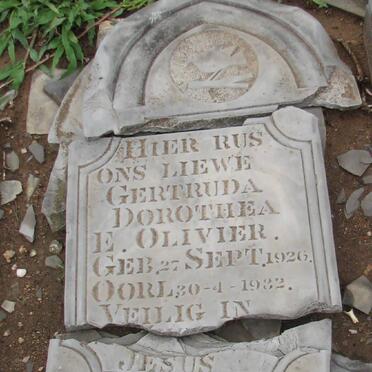 HIER RUS
ONS LIEWE
GERTRUDA
DOROTHEA
E. OLIVIER.
GEB. 27 SEPT. 1926.
OORL. 30-4-1932.
VEILIG IN
JESUS